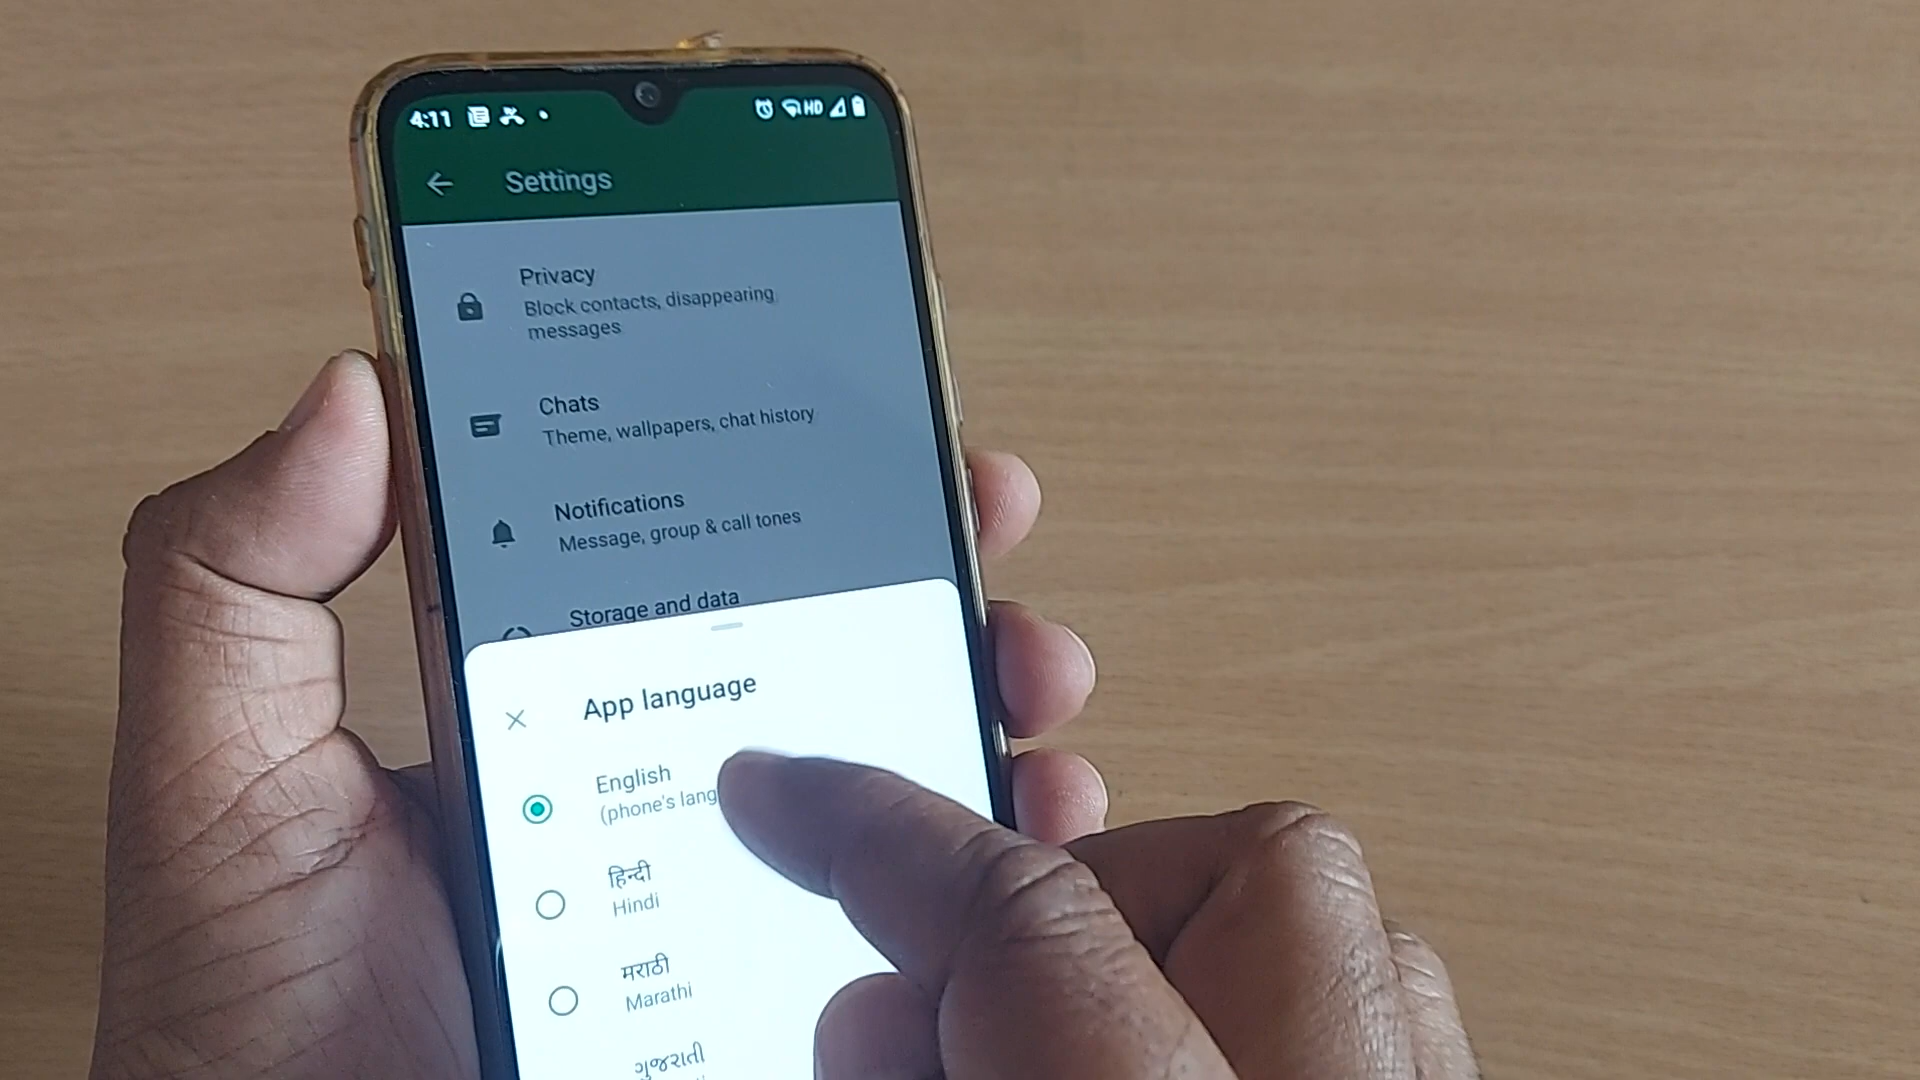 4:11
HD
Settings
Privacy
Block contacts, disappearing
messages
Chats
Theme, wallpapers, chat history
Notifications
Message, group & call tones
Storage and data
App language
English
(phone's lang
हिन्दी
Hindi
मराठी
Marathi
ગુજરાતી